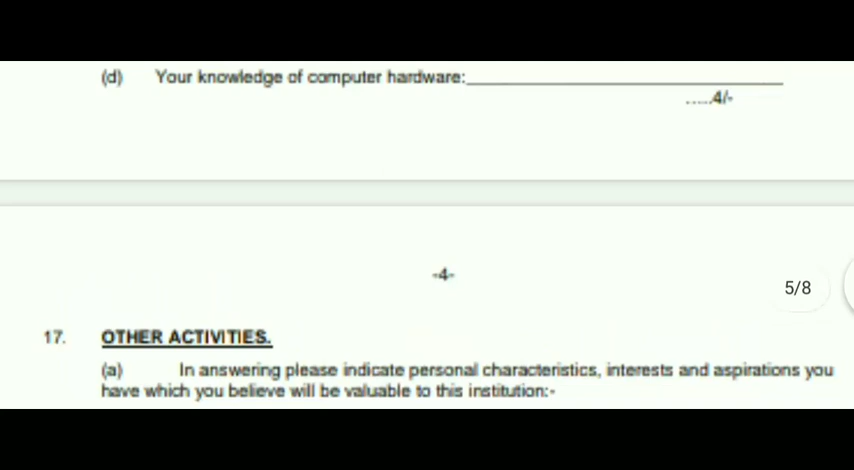 (d) Your knowledge of computer hardware:________________________________
......4/-
-4-
5/8
17. OTHER ACTIVITIES.
(a) In answering please indicate personal characteristics, interests and aspirations you
have which you believe will be valuable to this institution:-